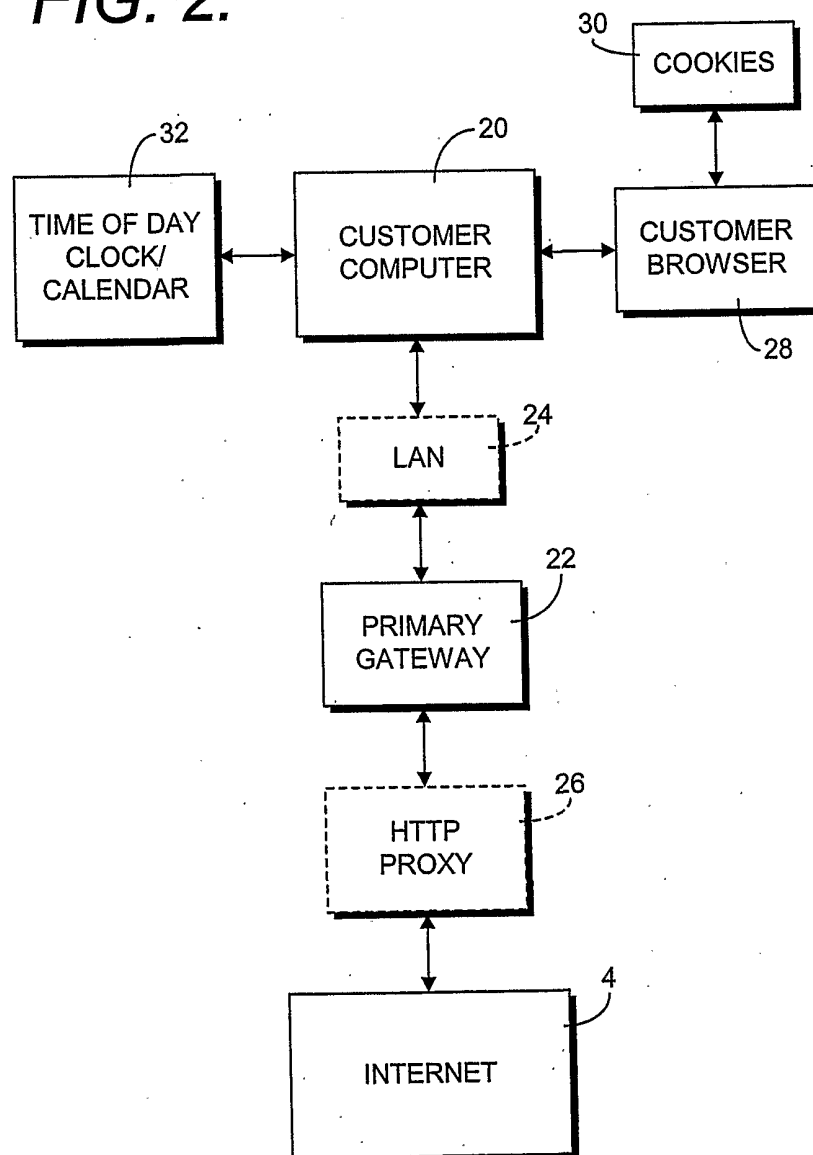 FIG. 2.
30
COOKIES
32
20
TIME OF DAY
CLOCK/
CALENDAR
CUSTOMER
COMPUTER
CUSTOMER
BROWSER
28
24
LAN
22
PRIMARY
GATEWAY
26
HTTP
PROXY
4
INTERNET